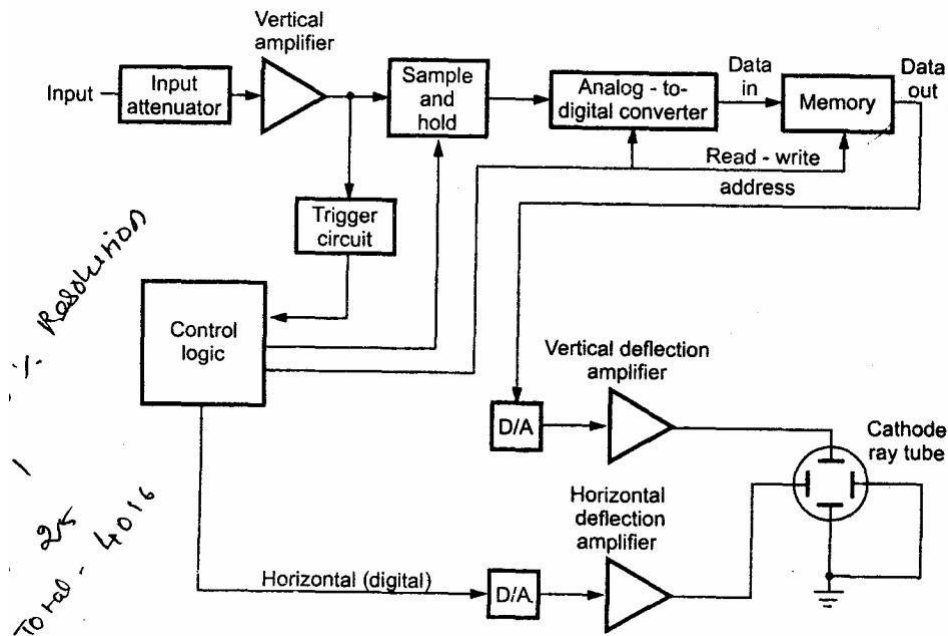 Vertical
amplifier
Input
Input
attenuator
Sample
and
hold
Analog - to-
digital converter
Data
in
Memory
Data
out
Read - write
address
Trigger
circuit
Control
logic
Vertical deflection
amplifier
D/A
Cathode
ray tube
Horizontal
deflection
amplifier
Horizontal (digital)
D/A.
% Resolution
Total - 4016